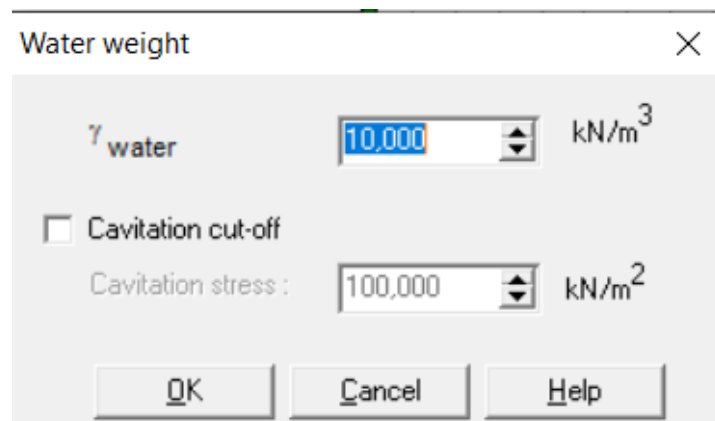 Water weight
γ water 10,000 kN/m3
Cavitation cut-off
Cavitation stress : 100,000 kN/m2
OK Cancel Help